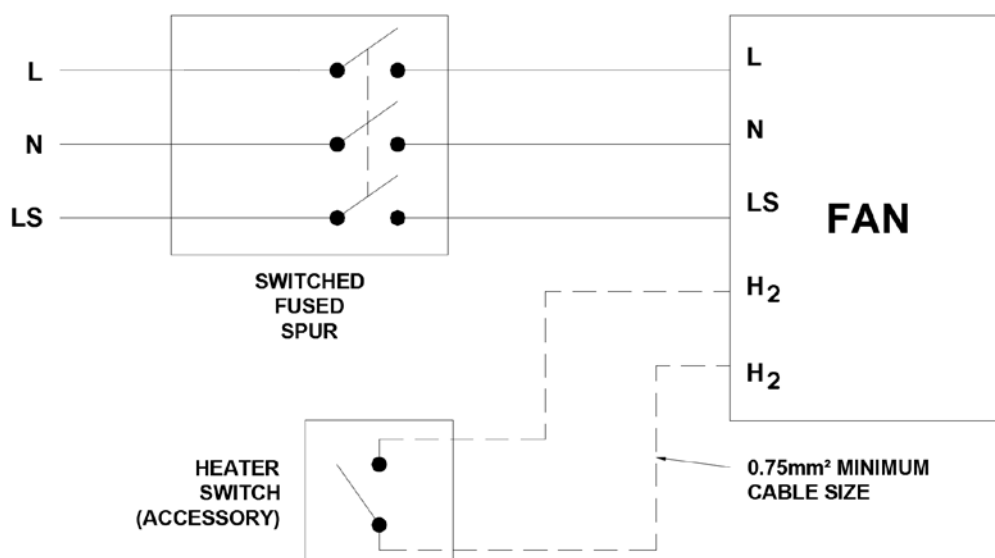 L
N
LS
SWITCHED
FUSED
SPUR
L
N
LS
FAN
H2
H2
HEATER
SWITCH
(ACCESSORY)
0.75mm² MINIMUM
CABLE SIZE